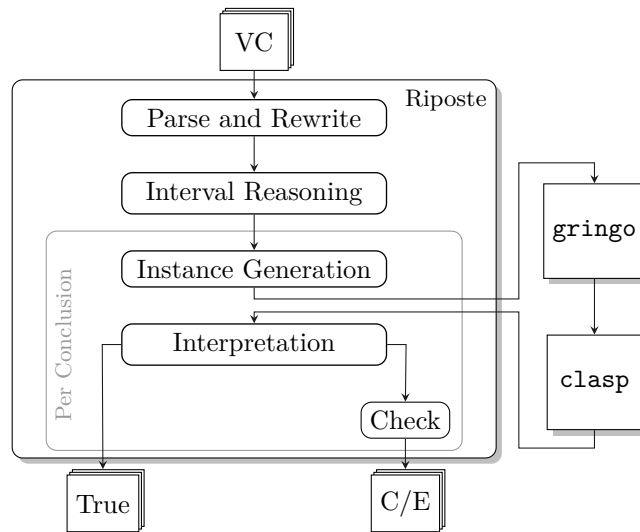 VC
Riposte
Parse and Rewrite
Interval Reasoning
gringo
Instance Generation
Per Conclusion
Interpretation
clasp
Check
True
C/E